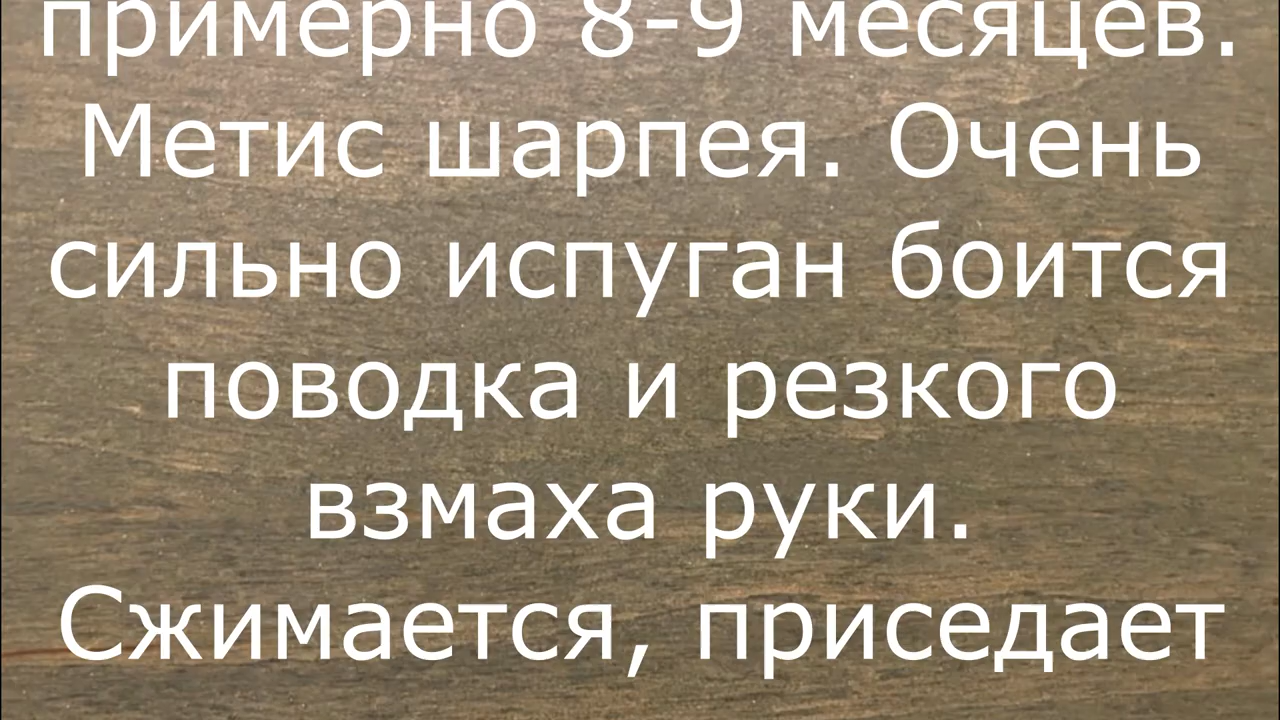 примерно 8-9 месяцев.
Метис шарпея. Очень
сильно испуган боится
поводка и резкого
взмаха руки.
Сжимается, приседает